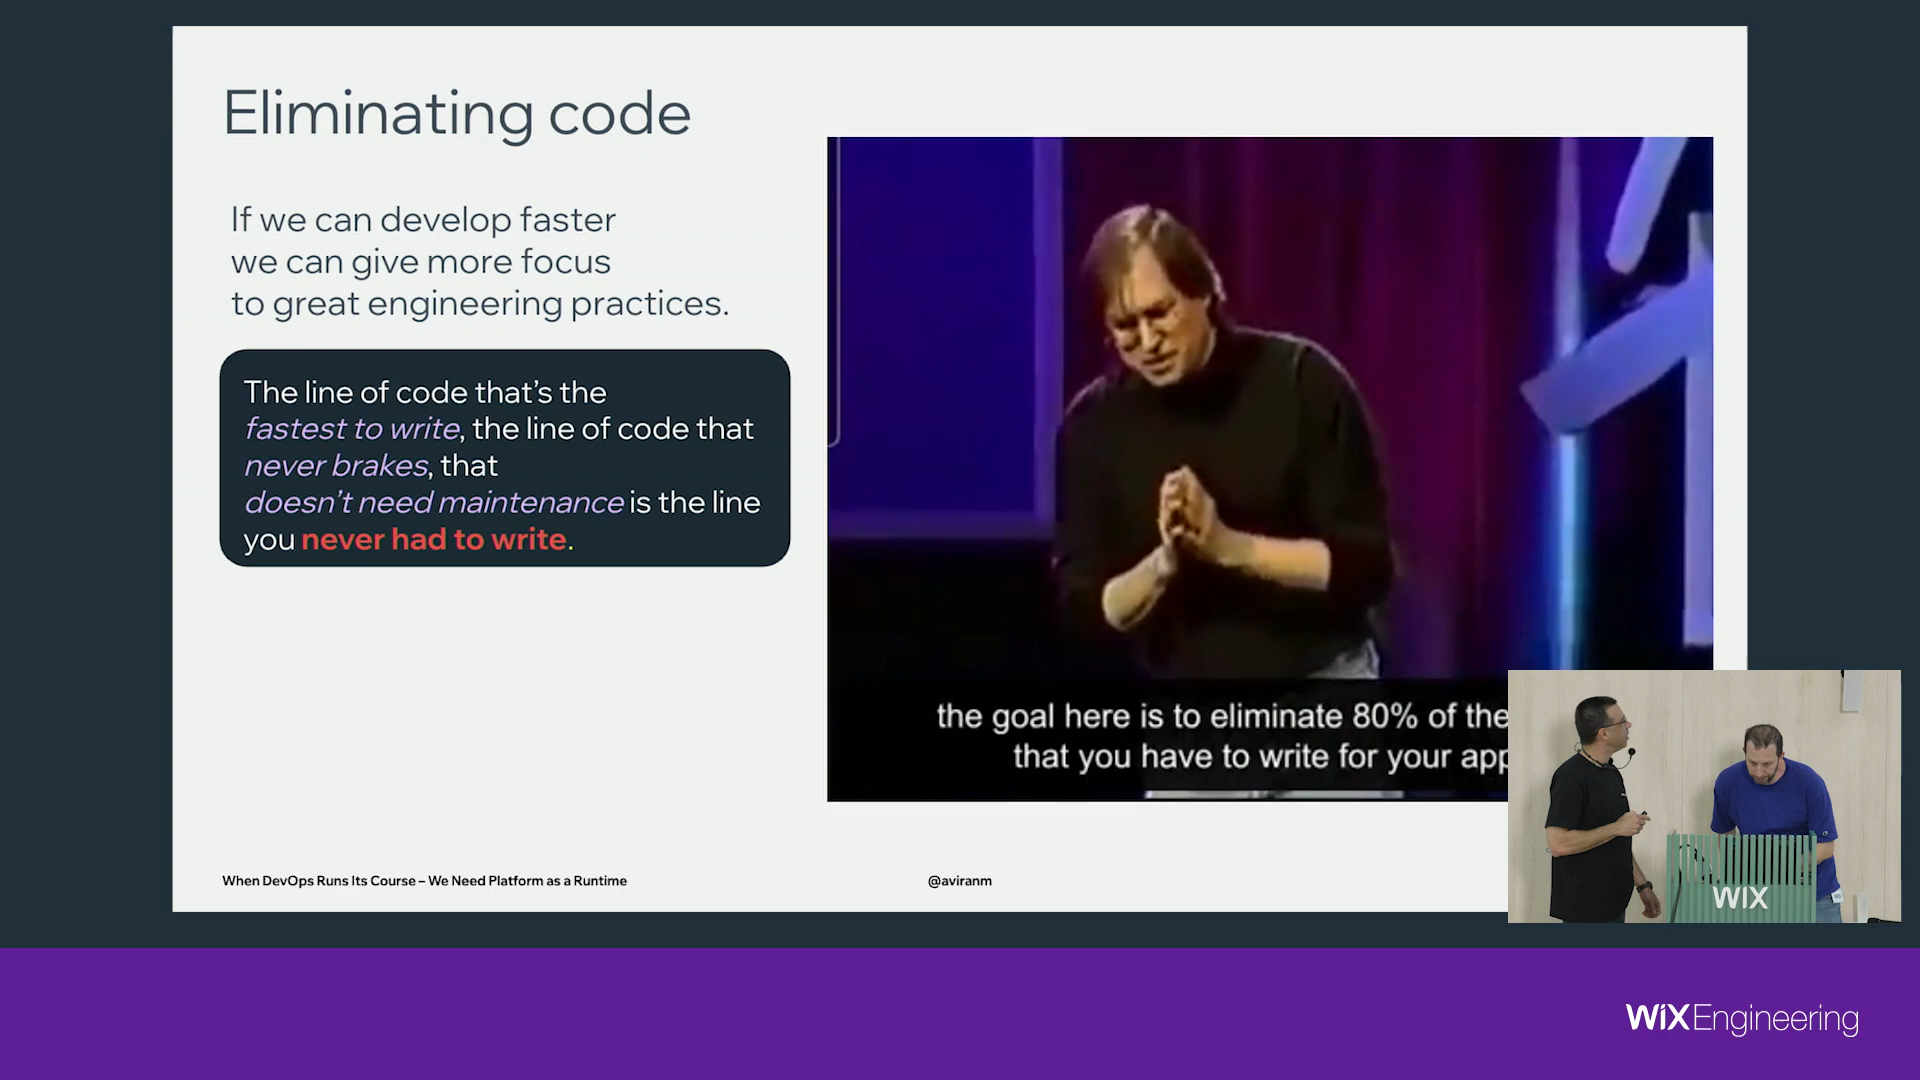 Eliminating code
If we can develop faster
we can give more focus
to great engineering practices.
The line of code that's the
fastest to write, the line of code that
never brakes, that
doesn't need maintenance is the line
you never had to write.
the goal here is to eliminate 80% of the
that you have to write for your app
When DevOps Runs Its Course – We Need Platform as a Runtime
@aviranm
WIX
WIX Engineering